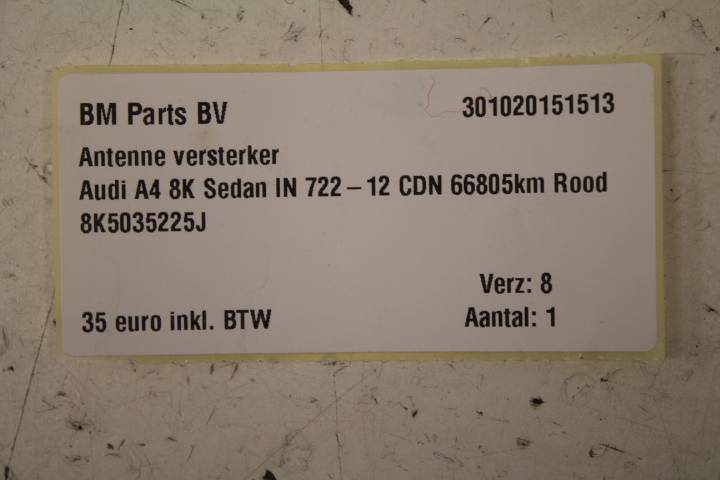 BM Parts BV 301020151513
Antenne versterker
Audi A4 8K Sedan IN 722 – 12 CDN 66805km Rood
8K5035225J
Verz: 8
35 euro inkl. BTW Aantal: 1